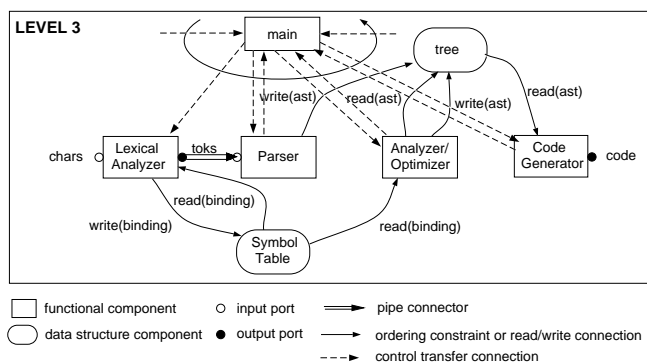 LEVEL 3
main
tree
write(ast)
read(ast)
write(ast)
read(ast)
chars
Lexical
Analyzer
toks
Parser
Analyzer/
Optimizer
Code
Generator
code
read(binding)
write(binding)
read(binding)
Symbol
Table
functional component
input port
pipe connector
data structure component
output port
ordering constraint or read/write connection
control transfer connection